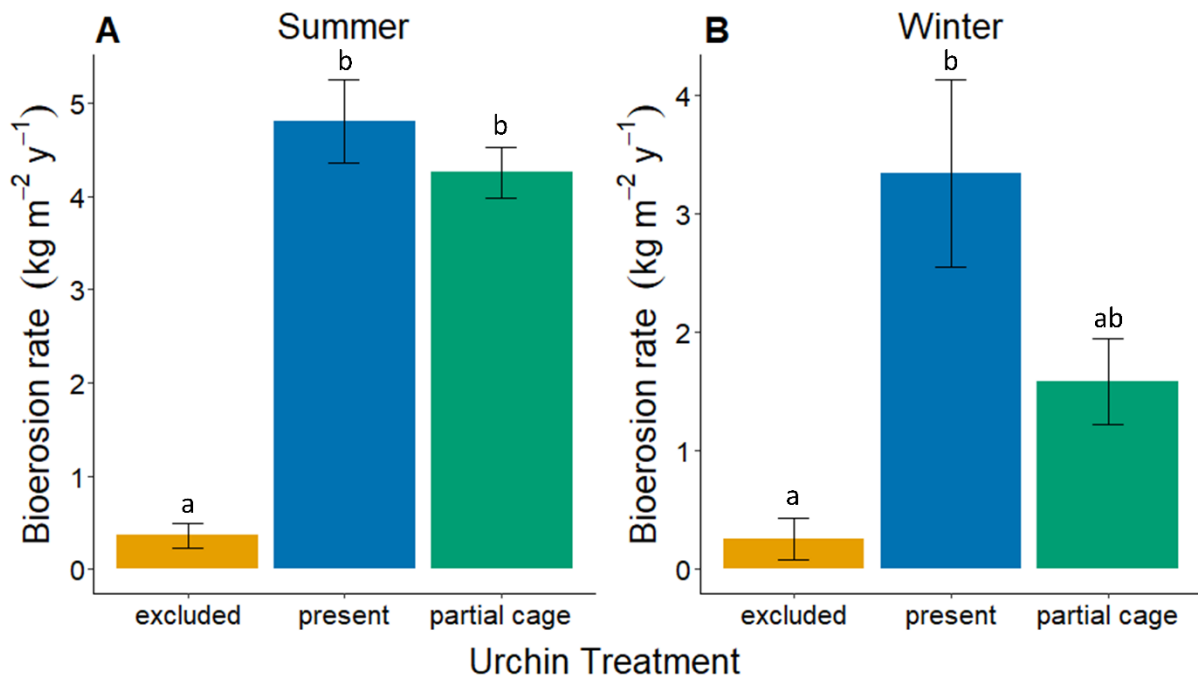 A Summer
Bioerosion rate (kg m⁻² y⁻¹)
5
4
3
2
1
0
a
b
b
excluded present partial cage
B Winter
Bioerosion rate (kg m⁻² y⁻¹)
4
3
2
1
0
a
b
ab
excluded present partial cage
Urchin Treatment